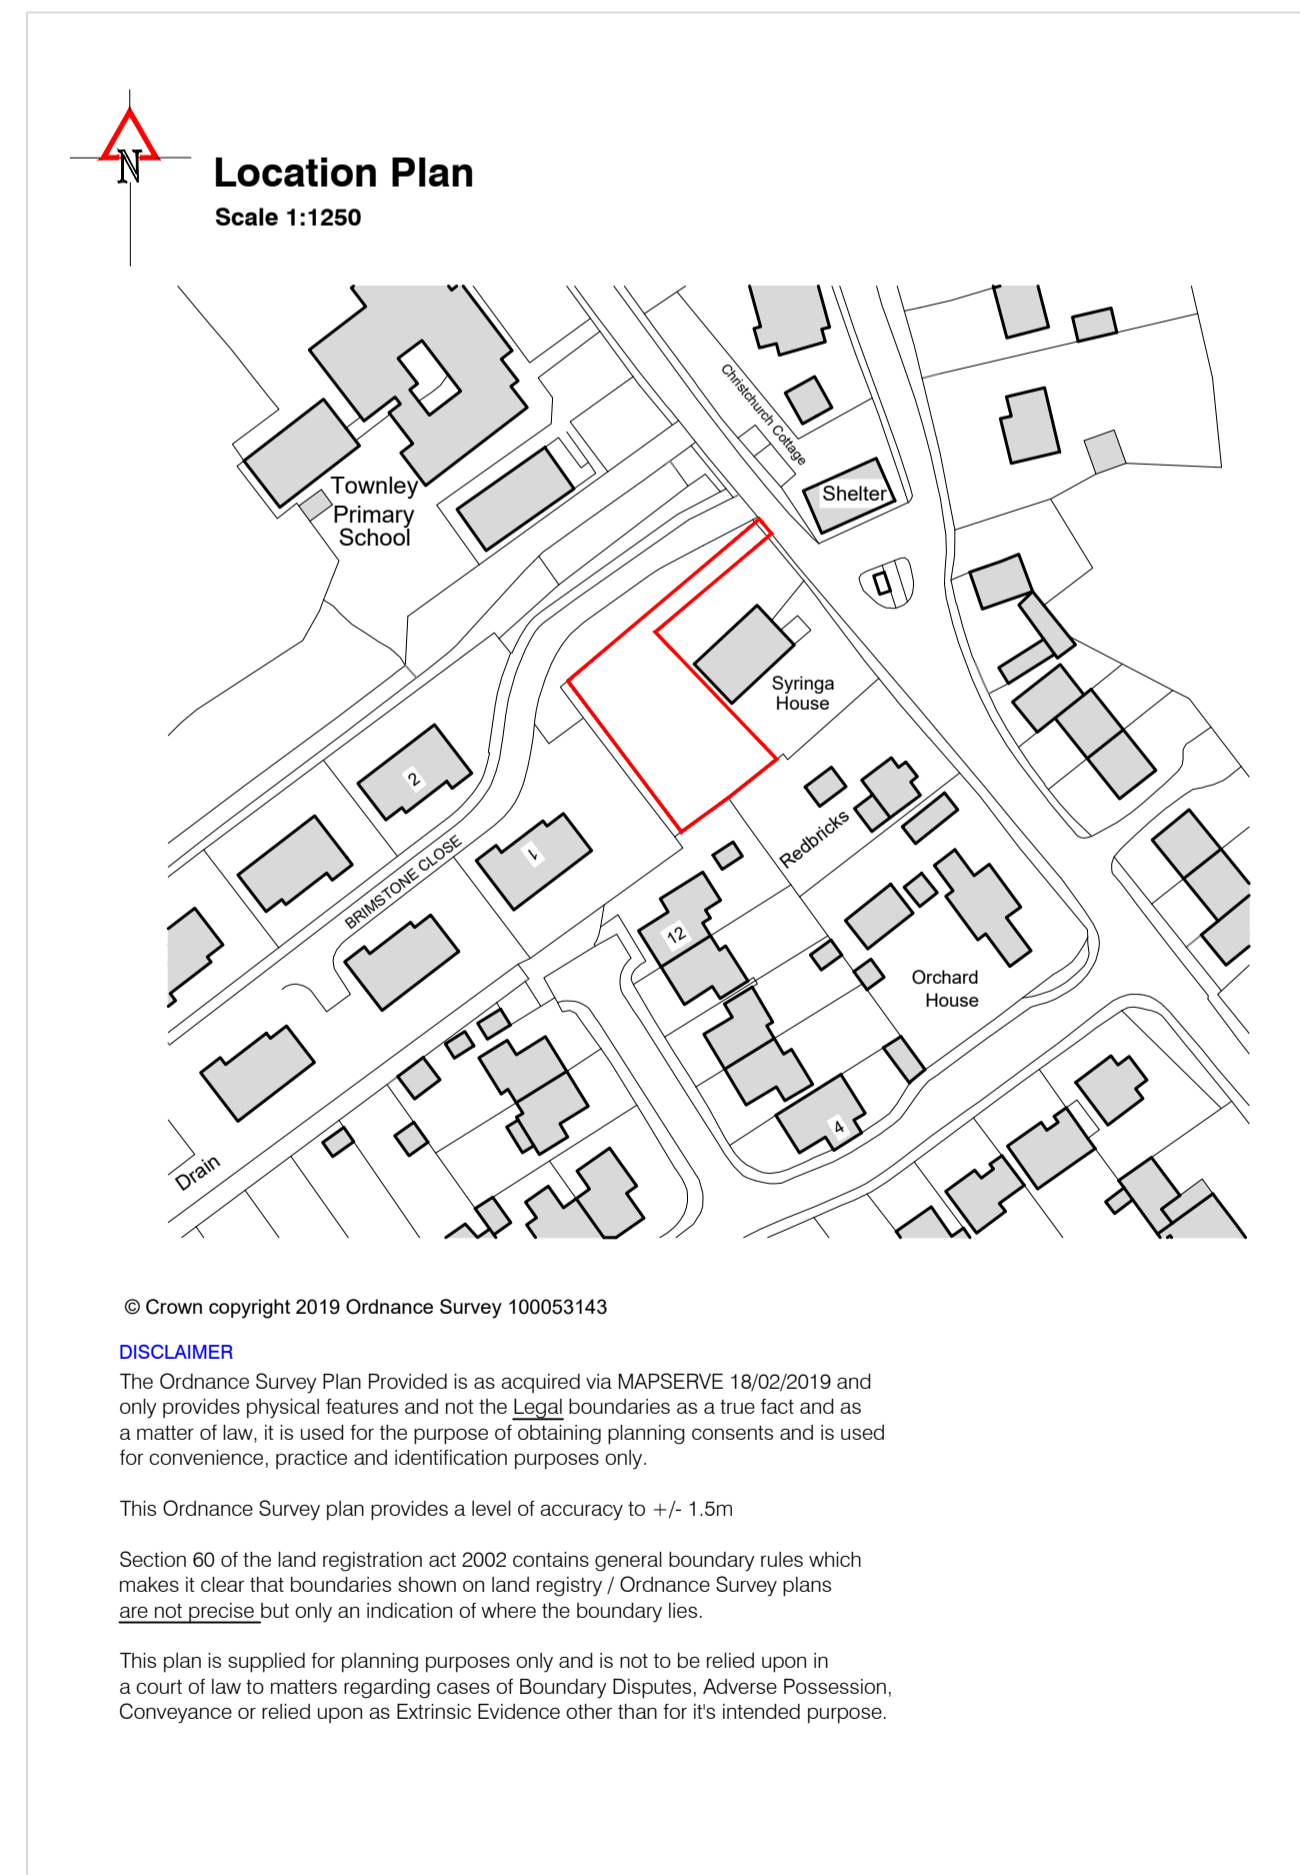 N
Location Plan
Scale 1:1250
Christchurch Cottage
Townley
Primary
School
Shelter
Syringa
House
2
1
BRIMSTONE CLOSE
Redbricks
12
Orchard
House
4
Drain
© Crown copyright 2019 Ordnance Survey 100053143
DISCLAIMER
The Ordnance Survey Plan Provided is as acquired via MAPSERVE 18/02/2019 and
only provides physical features and not the Legal boundaries as a true fact and as
a matter of law, it is used for the purpose of obtaining planning consents and is used
for convenience, practice and identification purposes only.
This Ordnance Survey plan provides a level of accuracy to +/- 1.5m
Section 60 of the land registration act 2002 contains general boundary rules which
makes it clear that boundaries shown on land registry / Ordnance Survey plans
are not precise but only an indication of where the boundary lies.
This plan is supplied for planning purposes only and is not to be relied upon in
a court of law to matters regarding cases of Boundary Disputes, Adverse Possession,
Conveyance or relied upon as Extrinsic Evidence other than for it's intended purpose.